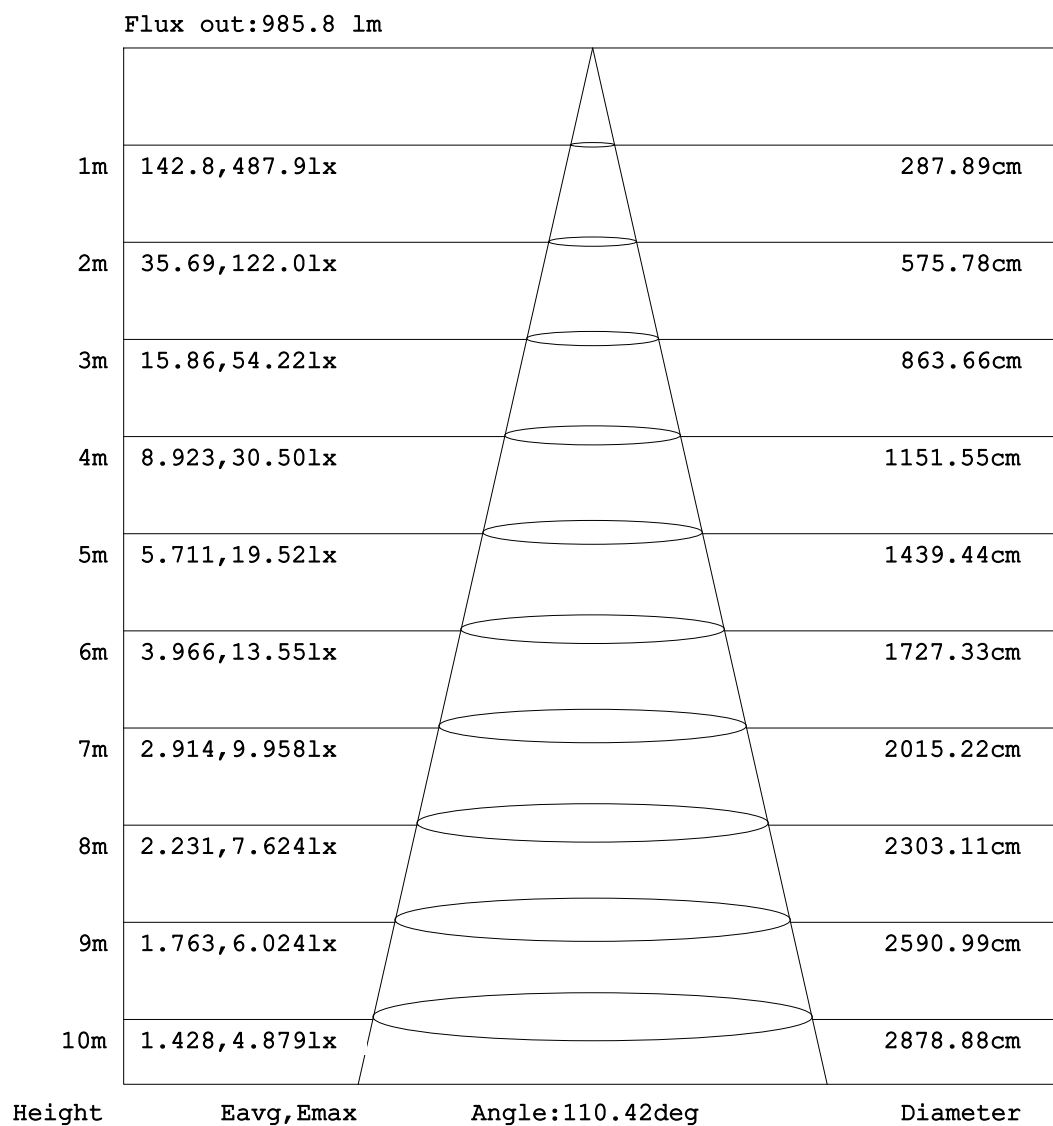 Flux out:985.8 lm
1m 142.8,487.9lx 287.89cm
2m 35.69,122.0lx 575.78cm
3m 15.86,54.22lx 863.66cm
4m 8.923,30.50lx 1151.55cm
5m 5.711,19.52lx 1439.44cm
6m 3.966,13.55lx 1727.33cm
7m 2.914,9.958lx 2015.22cm
8m 2.231,7.624lx 2303.11cm
9m 1.763,6.024lx 2590.99cm
10m 1.428,4.879lx 2878.88cm
Height Eavg,Emax Angle:110.42deg Diameter